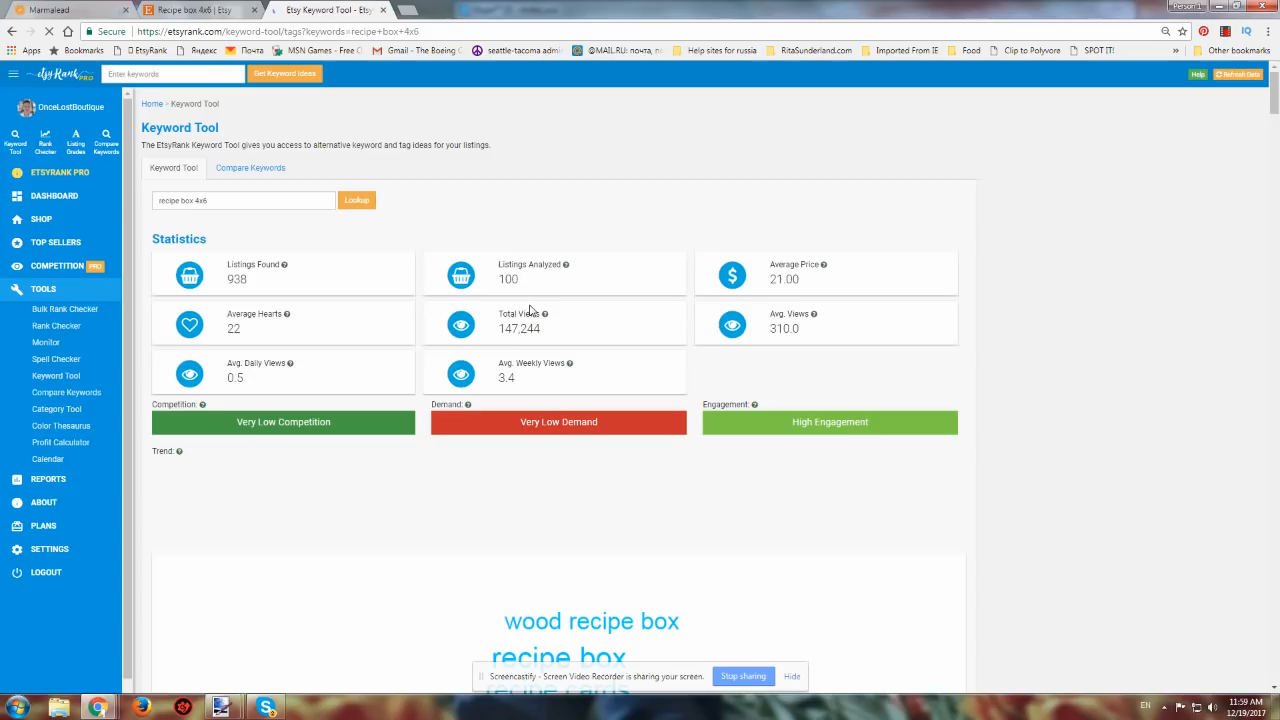 Marmalead
Recipe box 4x6 | Etsy
Etsy Keyword Tool - Ets
Person 1
Secure | https://etsyrank.com/keyword-tool/tags?keywords=recipe+box+4x6
Apps
Bookmarks
EtsyRank
Яндекс
MSN Games - Free O
Gmail - The Boeing C
seattle-tacoma admin
@MAIL.RU: почта, по
Help sites for russia
RitaSunderland.com
Imported From IE
Food
Clip to Polyvore
SPOT IT!
Other bookmarks
etsyRank PRO
Enter keywords
Get Keyword Ideas
Help
Refresh Data
OnceLostBoutique
Keyword Tool
Rank Checker
Listing Grades
Compare Keywords
ETSYRANK PRO
DASHBOARD
SHOP
TOP SELLERS
COMPETITION PRO
TOOLS
Bulk Rank Checker
Rank Checker
Monitor
Spell Checker
Keyword Tool
Compare Keywords
Category Tool
Color Thesaurus
Profit Calculator
Calendar
REPORTS
ABOUT
PLANS
SETTINGS
LOGOUT
Home > Keyword Tool
Keyword Tool
The EtsyRank Keyword Tool gives you access to alternative keyword and tag ideas for your listings.
Keyword Tool
Compare Keywords
recipe box 4x6
Lookup
Statistics
Listings Found
938
Listings Analyzed
100
Average Price
21.00
Average Hearts
22
Total Views
147,244
Avg. Views
310.0
Avg. Daily Views
0.5
Avg. Weekly Views
3.4
Competition:
Very Low Competition
Demand:
Very Low Demand
Engagement:
High Engagement
Trend:
wood recipe box
recipe box
Screencastify - Screen Video Recorder is sharing your screen.
Stop sharing
Hide
EN
11:59 AM
12/19/2017